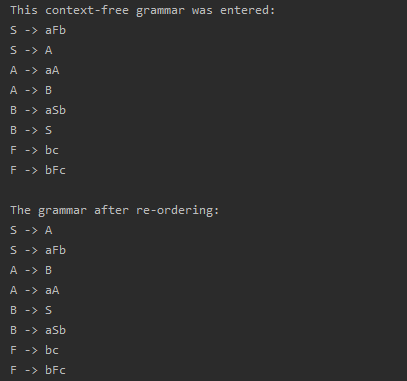 This context-free grammar was entered:
S -> aFb
S -> A
A -> aA
A -> B
B -> aSb
B -> S
F -> bc
F -> bFc
The grammar after re-ordering:
S -> A
S -> aFb
A -> B
A -> aA
B -> S
B -> aSb
F -> bc
F -> bFc